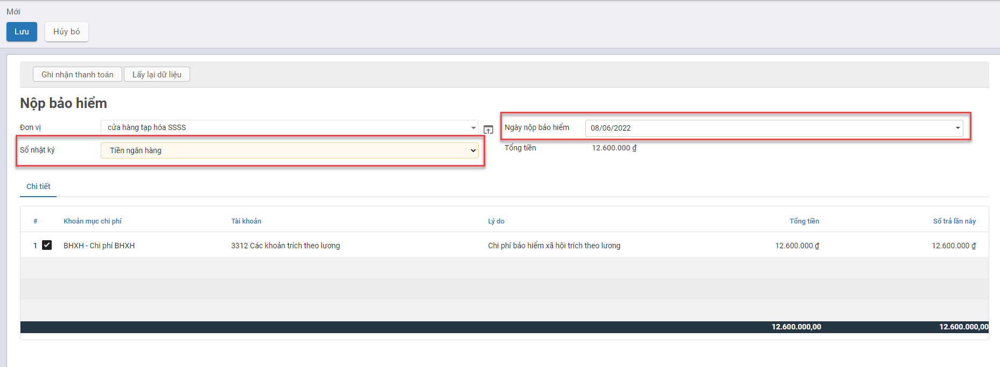 Mới
Lưu Hủy bỏ
Ghi nhận thanh toán Lấy lại dữ liệu
Nộp bảo hiểm
Đơn vị cửa hàng tạp hóa SSSS Ngày nộp bảo hiểm 08/06/2022
Sổ nhật ký Tiền ngân hàng Tổng tiền 12.600.000 ₫
Chi tiết
# Khoản mục chi phí Tài khoản Lý do Tổng tiền Số trả lần này
1 BHXH - Chi phí BHXH 3312 Các khoản trích theo lương Chi phí bảo hiểm xã hội trích theo lương 12.600.000 ₫ 12.600.000 ₫
12.600.000,00 12.600.000,00